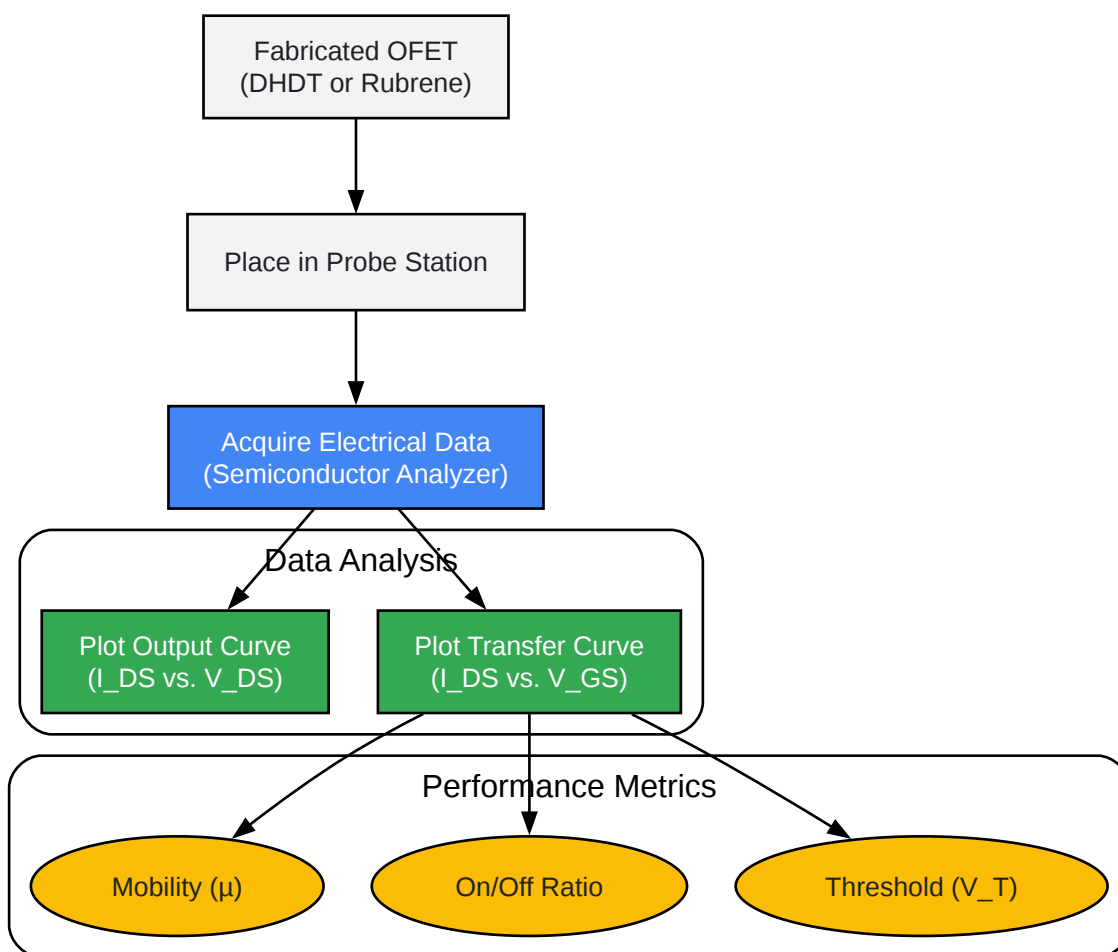 Fabricated OFET
(DHDT or Rubrene)
Place in Probe Station
Acquire Electrical Data
(Semiconductor Analyzer)
Data Analysis
Plot Output Curve
(I_DS vs. V_DS)
Plot Transfer Curve
(I_DS vs. V_GS)
Performance Metrics
Mobility (µ)
On/Off Ratio
Threshold (V_T)